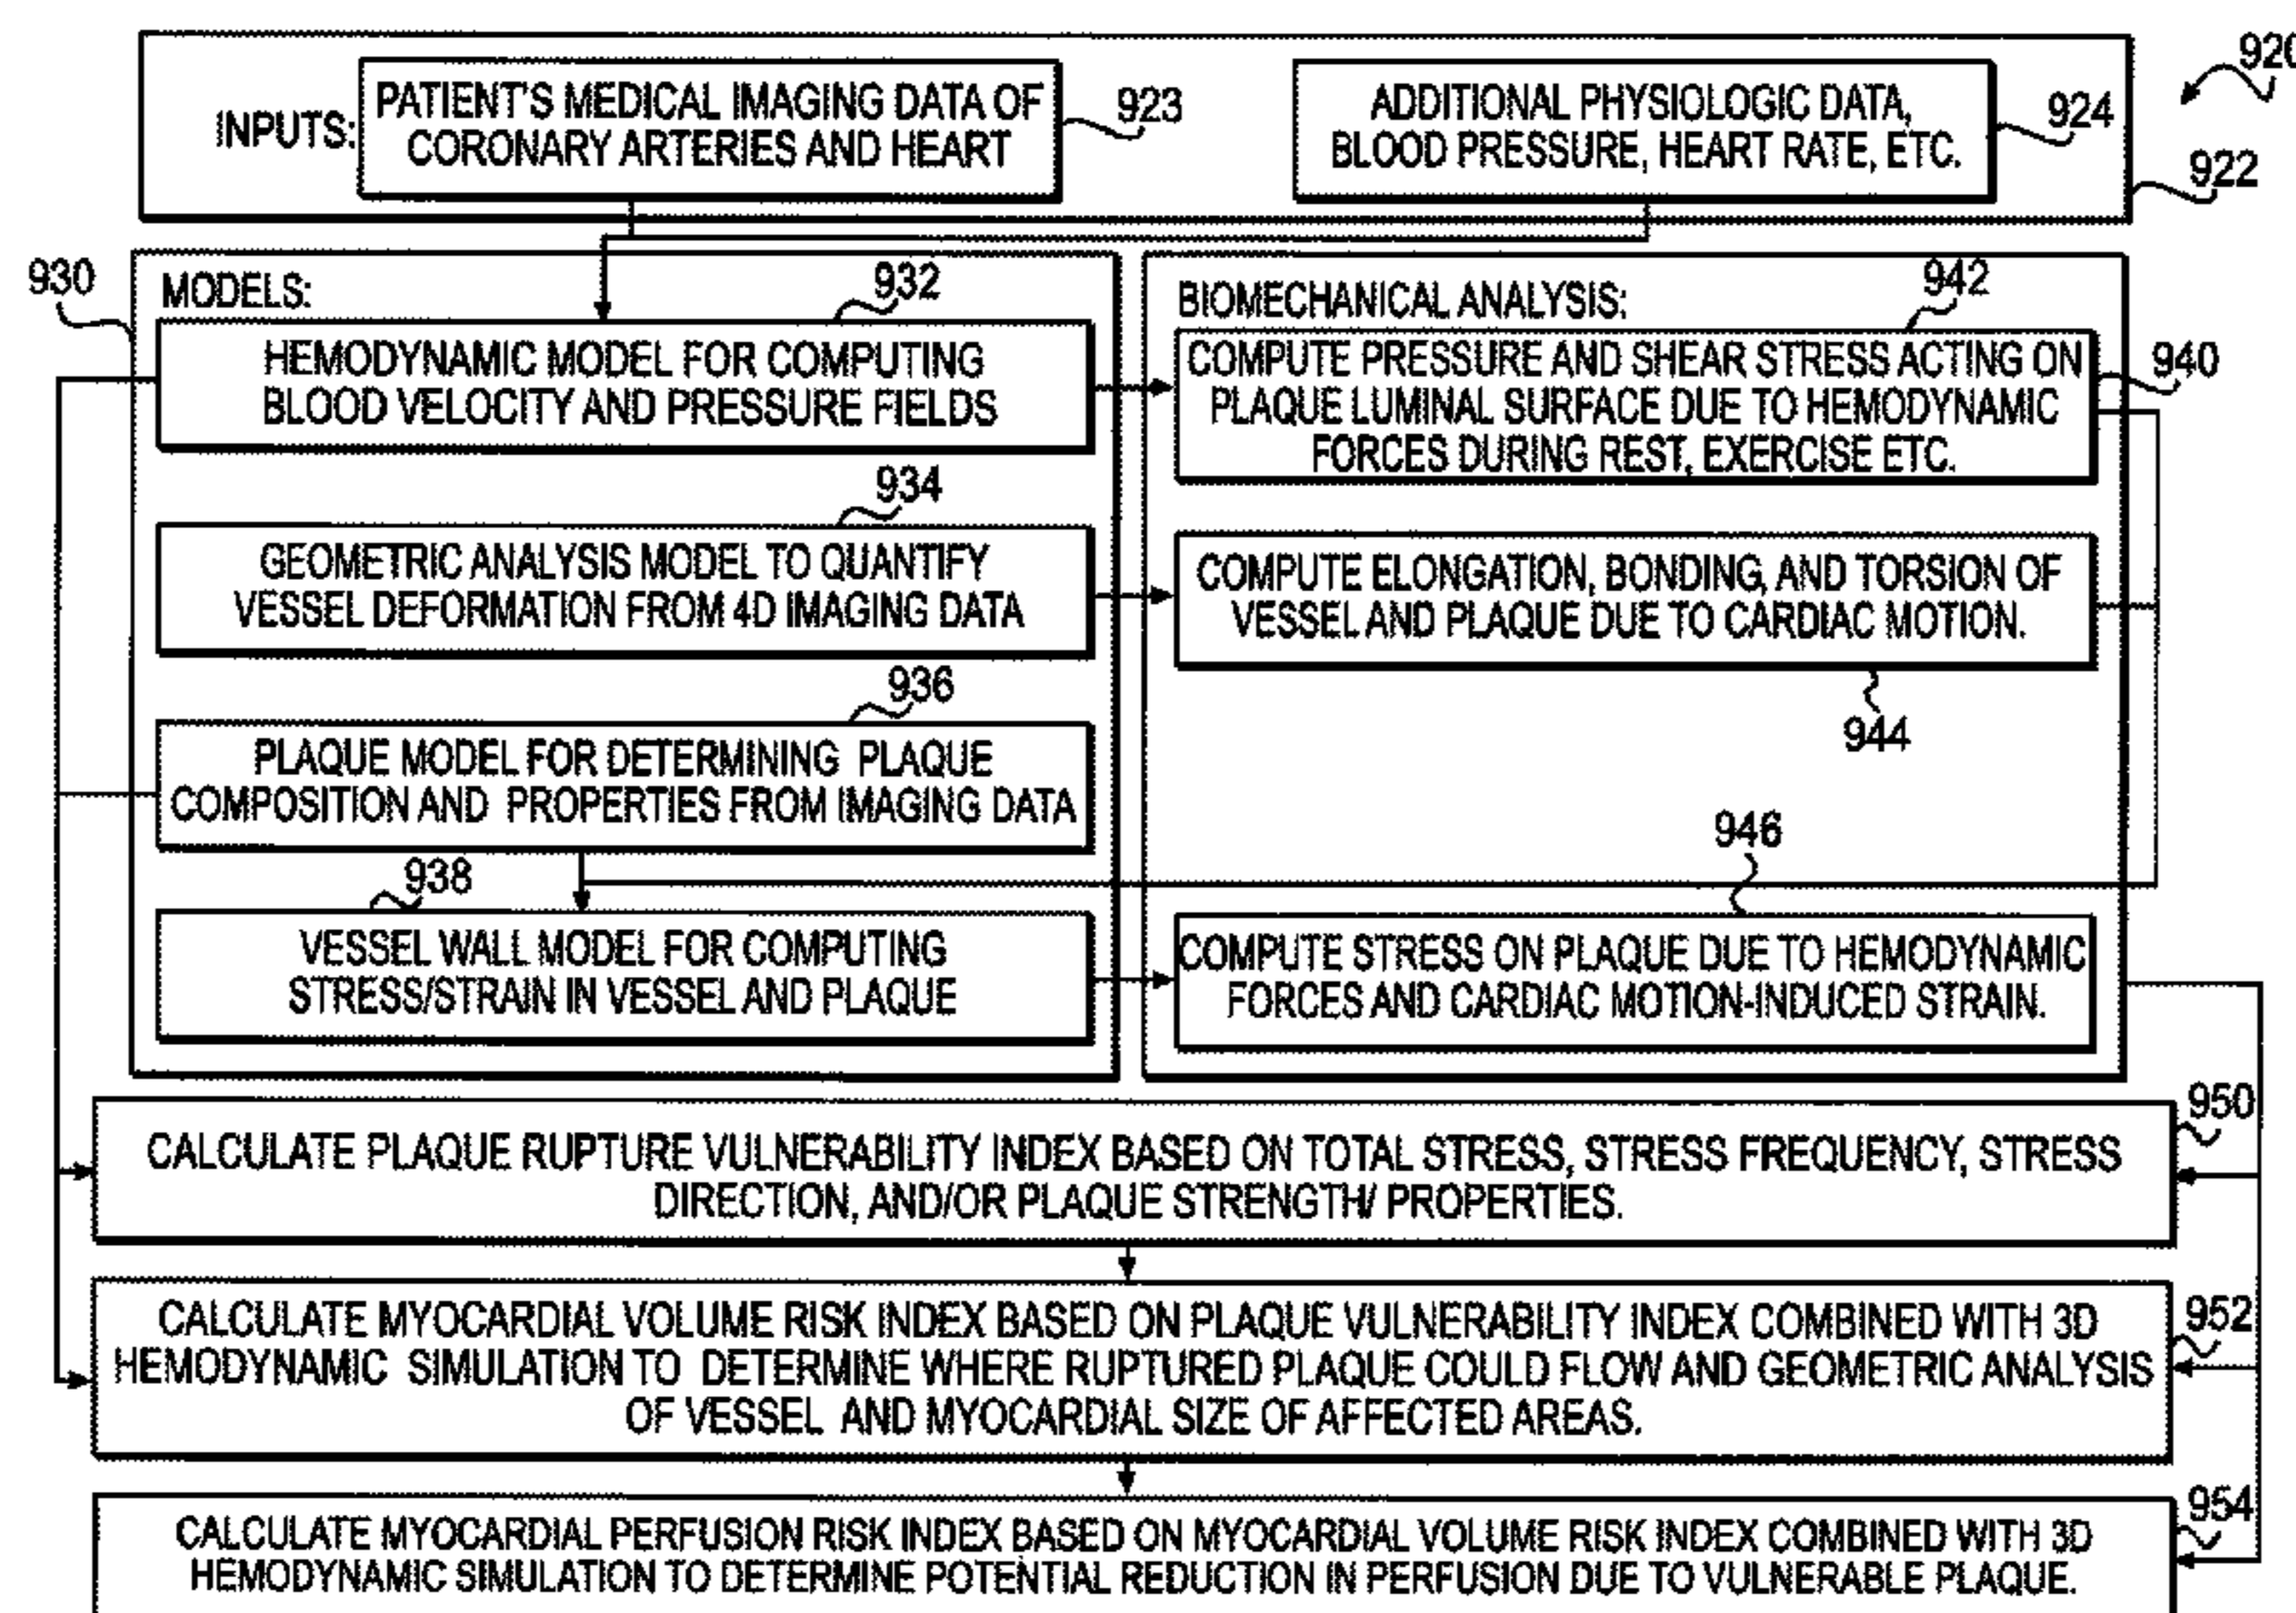 920
INPUTS:
PATIENT'S MEDICAL IMAGING DATA OF
CORONARY ARTERIES AND HEART
923
ADDITIONAL PHYSIOLOGIC DATA,
BLOOD PRESSURE, HEART RATE, ETC.
924
922
930
MODELS:
932
HEMODYNAMIC MODEL FOR COMPUTING
BLOOD VELOCITY AND PRESSURE FIELDS
934
GEOMETRIC ANALYSIS MODEL TO QUANTIFY
VESSEL DEFORMATION FROM 4D IMAGING DATA
936
PLAQUE MODEL FOR DETERMINING PLAQUE
COMPOSITION AND PROPERTIES FROM IMAGING DATA
938
VESSEL WALL MODEL FOR COMPUTING
STRESS/STRAIN IN VESSEL AND PLAQUE
BIOMECHANICAL ANALYSIS:
942
COMPUTE PRESSURE AND SHEAR STRESS ACTING ON
PLAQUE LUMINAL SURFACE DUE TO HEMODYNAMIC
FORCES DURING REST, EXERCISE ETC.
940
COMPUTE ELONGATION, BONDING, AND TORSION OF
VESSEL AND PLAQUE DUE TO CARDIAC MOTION.
944
946
COMPUTE STRESS ON PLAQUE DUE TO HEMODYNAMIC
FORCES AND CARDIAC MOTION-INDUCED STRAIN.
950
CALCULATE PLAQUE RUPTURE VULNERABILITY INDEX BASED ON TOTAL STRESS, STRESS FREQUENCY, STRESS
DIRECTION, AND/OR PLAQUE STRENGTH/ PROPERTIES.
952
CALCULATE MYOCARDIAL VOLUME RISK INDEX BASED ON PLAQUE VULNERABILITY INDEX COMBINED WITH 3D
HEMODYNAMIC SIMULATION TO DETERMINE WHERE RUPTURED PLAQUE COULD FLOW AND GEOMETRIC ANALYSIS
OF VESSEL AND MYOCARDIAL SIZE OF AFFECTED AREAS.
954
CALCULATE MYOCARDIAL PERFUSION RISK INDEX BASED ON MYOCARDIAL VOLUME RISK INDEX COMBINED WITH 3D
HEMODYNAMIC SIMULATION TO DETERMINE POTENTIAL REDUCTION IN PERFUSION DUE TO VULNERABLE PLAQUE.